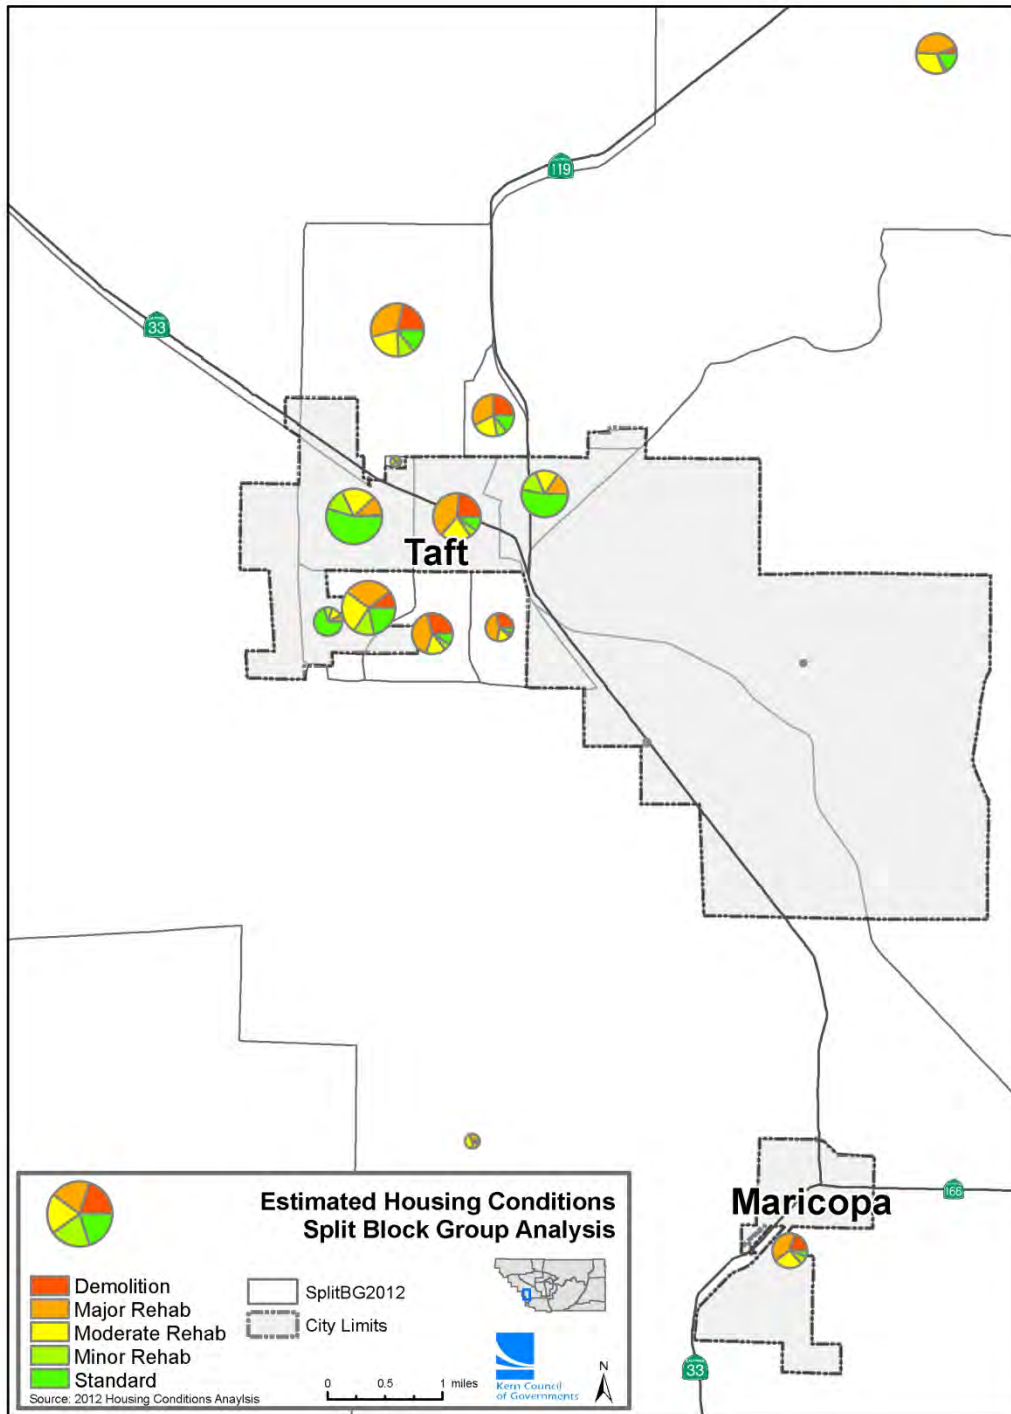 119
33
Taft
Maricopa
166
33
Estimated Housing Conditions
Split Block Group Analysis
Demolition
Major Rehab
Moderate Rehab
Minor Rehab
Standard
SplitBG2012
City Limits
Source: 2012 Housing Conditions Anaylsis
0 0.5 1 miles
Kern Council
of Governments
N